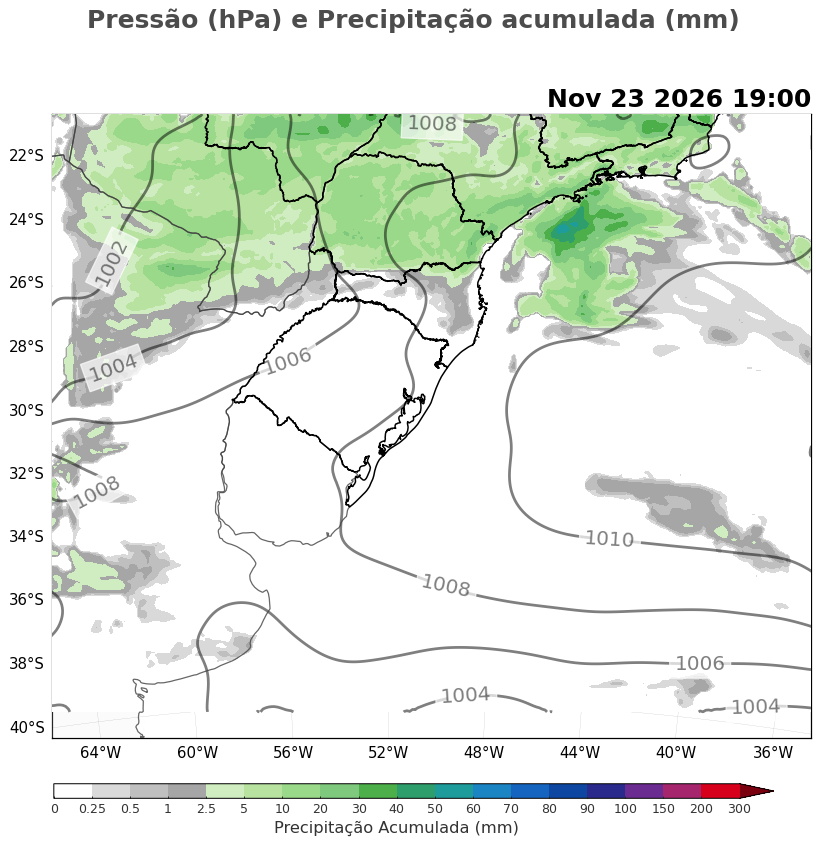 Pressão (hPa) e Precipitação acumulada (mm)
Nov 23 2026 19:00
1008
22°S
24°S
1002
26°S
28°S
1004
1006
30°S
32°S
1008
34°S
1010
1008
36°S
38°S
1006
1004
1004
40°S
64°W 60°W 56°W 52°W 48°W 44°W 40°W 36°W
0 0.25 0.5 1 2.5 5 10 20 30 40 50 60 70 80 90 100 150 200 300
Precipitação Acumulada (mm)